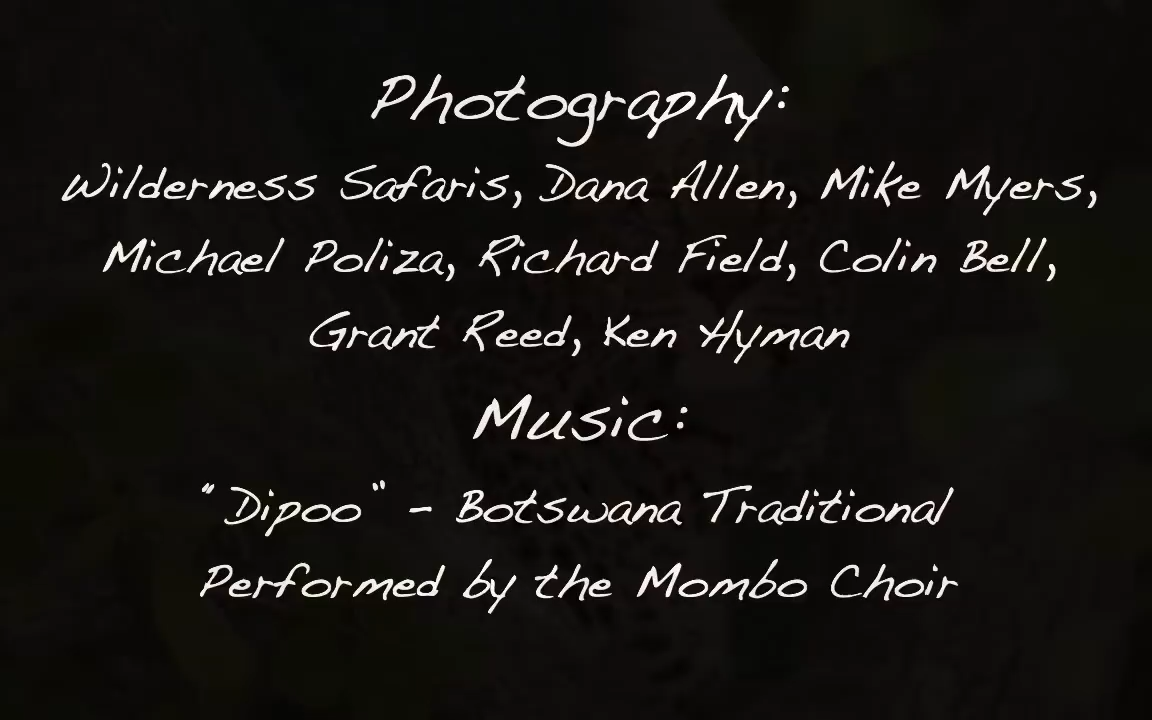 Photography:
Wilderness Safaris, Dana Allen, Mike Myers,
Michael Poliza, Richard Field, Colin Bell,
Grant Reed, Ken Hyman
Music:
"Dipoo" - Botswana Traditional
Performed by the Mombo Choir